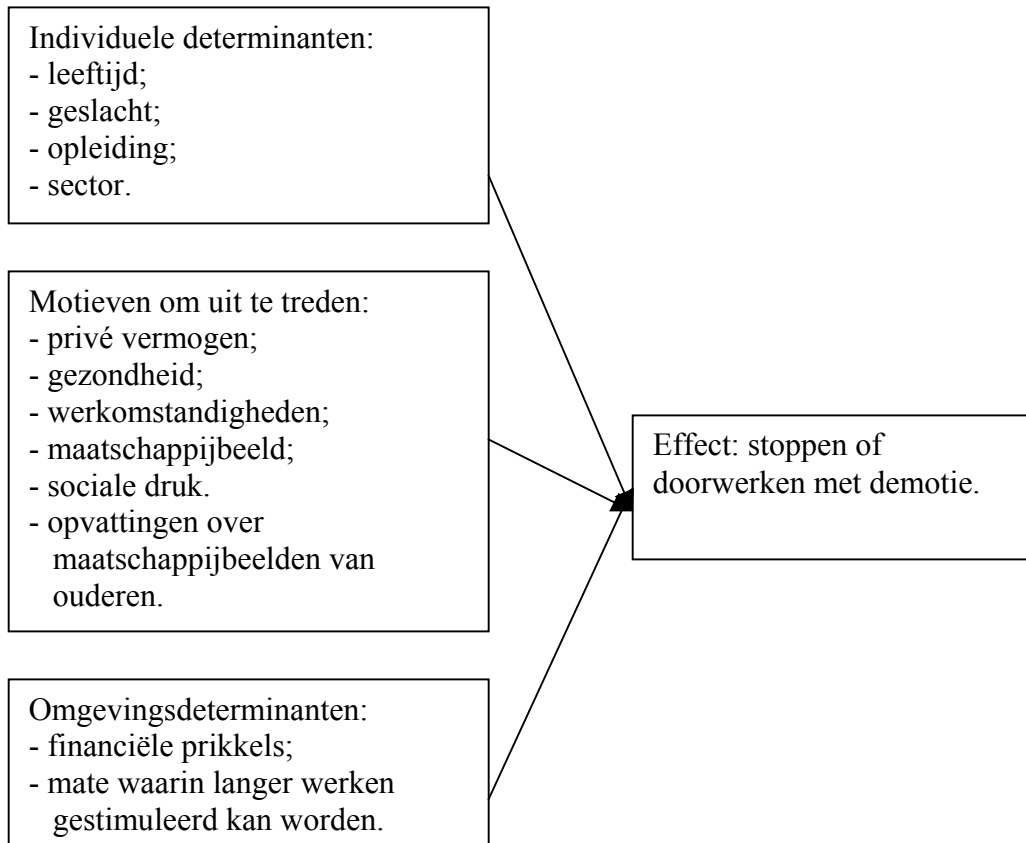 Individuele determinanten:
- leeftijd;
- geslacht;
- opleiding;
- sector.
Motieven om uit te treden:
- privé vermogen;
- gezondheid;
- werkomstandigheden;
- maatschappijbeeld;
- sociale druk.
- opvattingen over
maatschappijbeelden van
ouderen.
Effect: stoppen of
doorwerken met demotie.
Omgevingsdeterminanten:
- financiële prikkels;
- mate waarin langer werken
gestimuleerd kan worden.